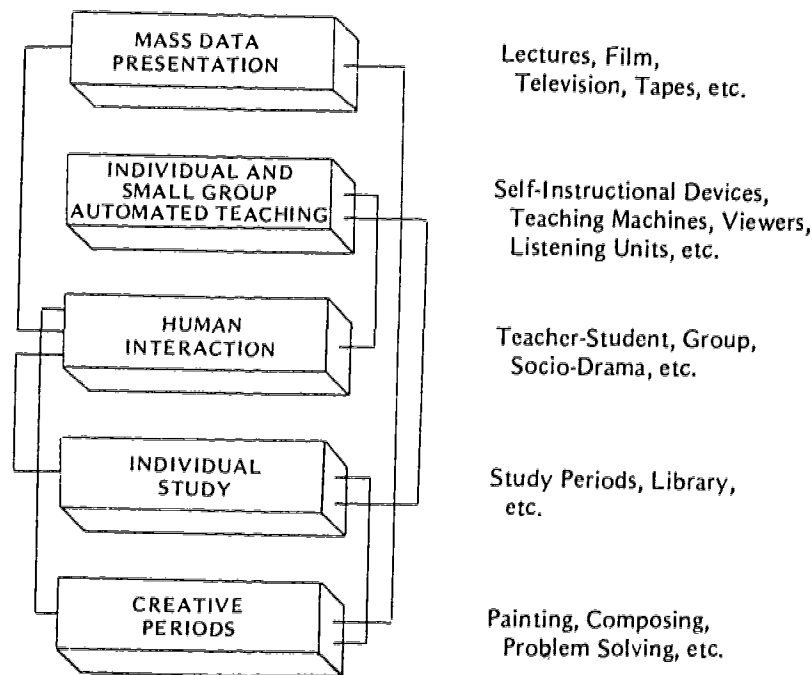 MASS DATA
PRESENTATION
Lectures, Film,
Television, Tapes, etc.
INDIVIDUAL AND
SMALL GROUP
AUTOMATED TEACHING
Self-Instructional Devices,
Teaching Machines, Viewers,
Listening Units, etc.
HUMAN
INTERACTION
Teacher-Student, Group,
Socio-Drama, etc.
INDIVIDUAL
STUDY
Study Periods, Library,
etc.
CREATIVE
PERIODS
Painting, Composing,
Problem Solving, etc.